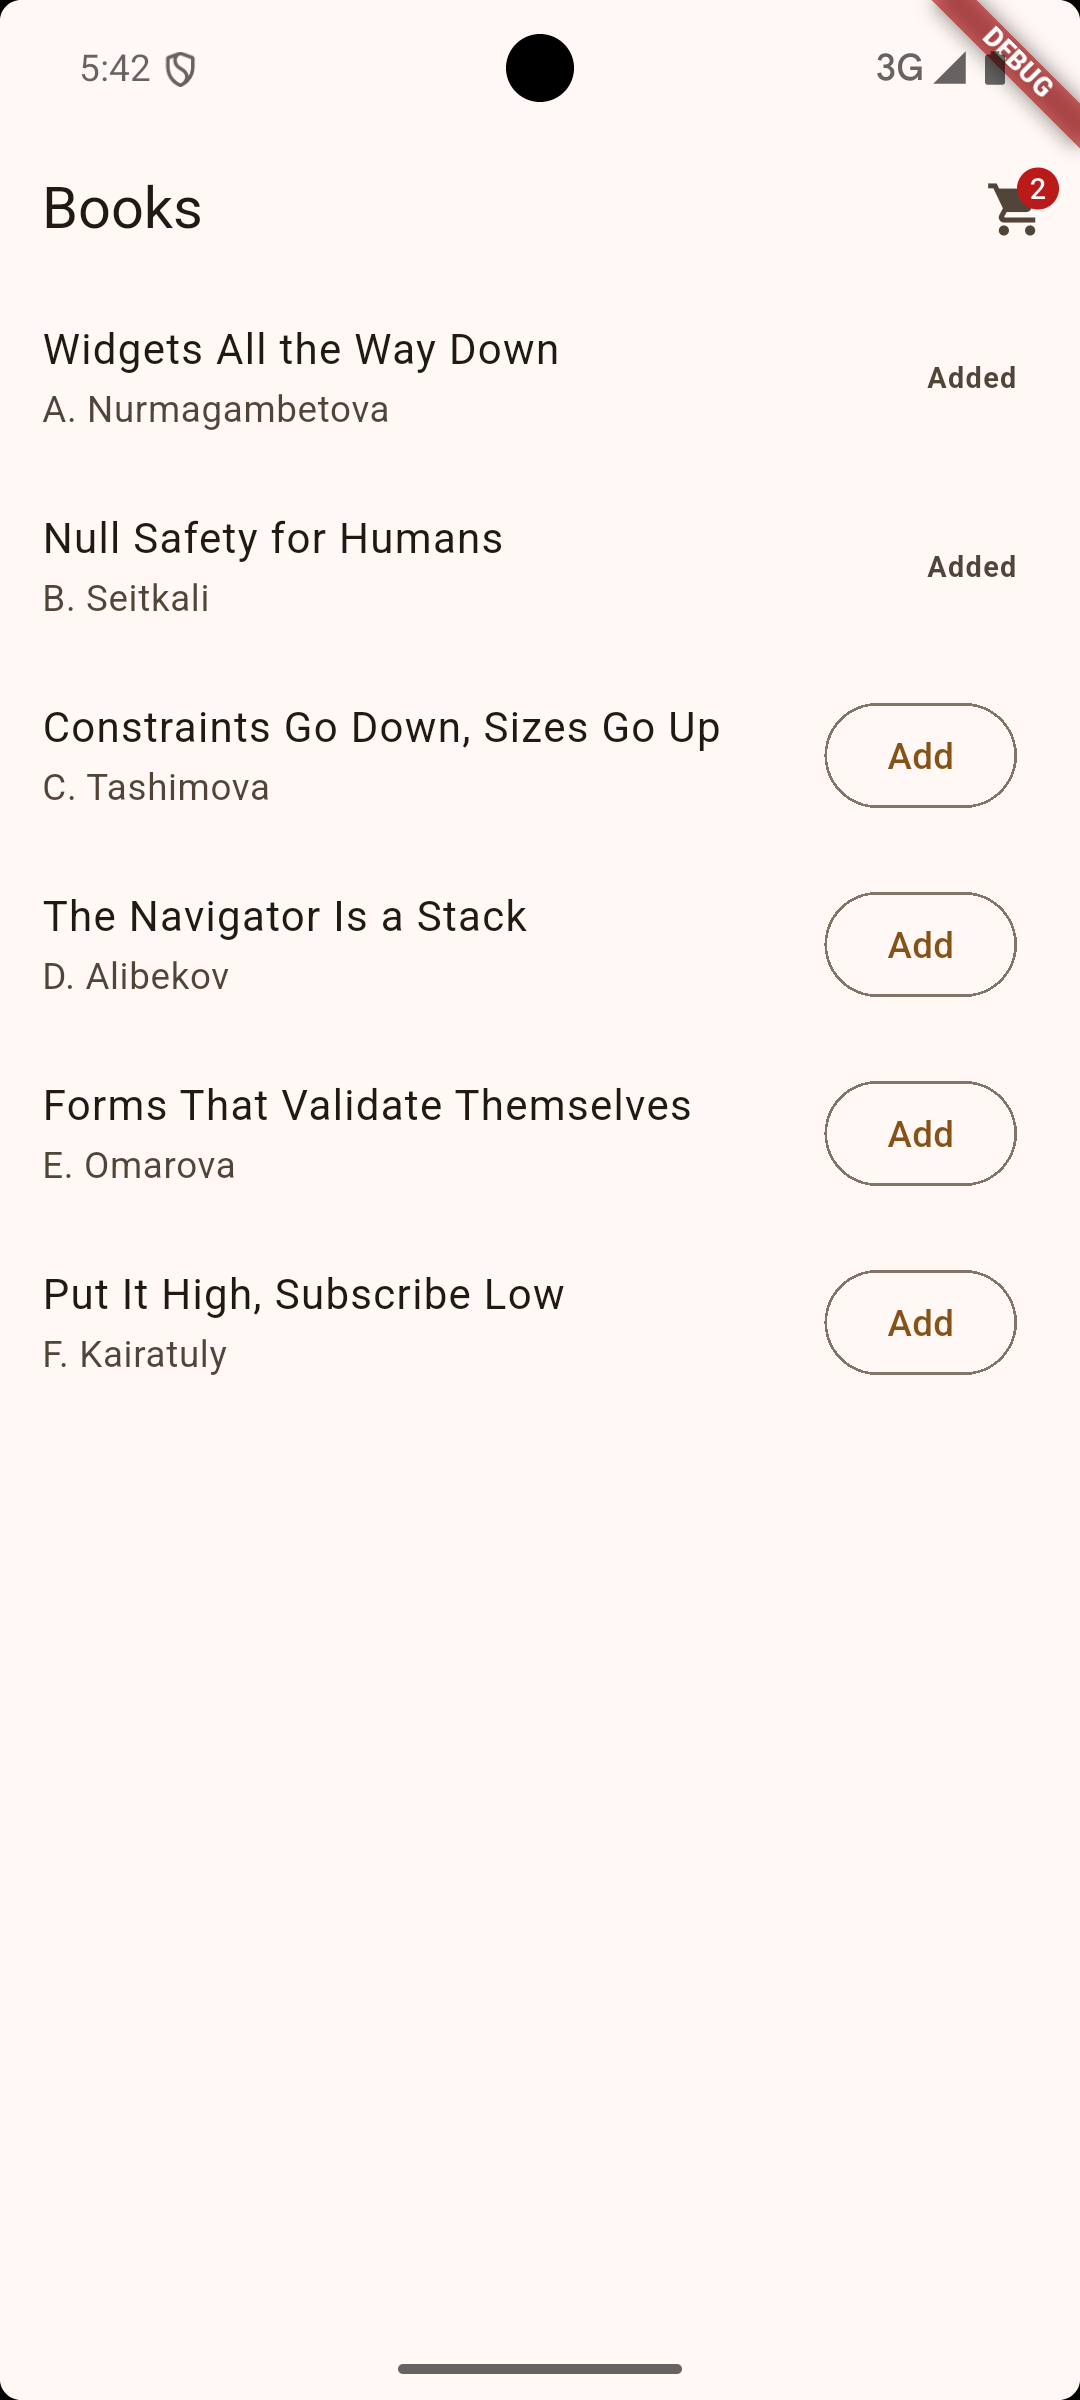 5:42
3G
DEBUG
Books
2
Widgets All the Way Down
A. Nurmagambetova
Added
Null Safety for Humans
B. Seitkali
Added
Constraints Go Down, Sizes Go Up
C. Tashimova
Add
The Navigator Is a Stack
D. Alibekov
Add
Forms That Validate Themselves
E. Omarova
Add
Put It High, Subscribe Low
F. Kairatuly
Add